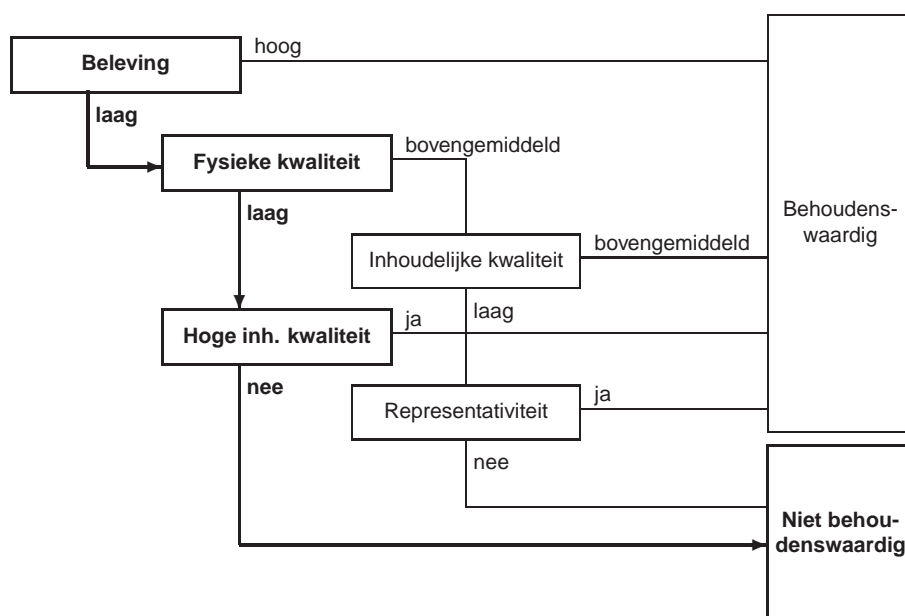 hoog
Beleving
laag
bovengemiddeld
Fysieke kwaliteit
laag
Behoudens-
waardig
bovengemiddeld
Inhoudelijke kwaliteit
laag
ja
Hoge inh. kwaliteit
nee
ja
Representativiteit
nee
Niet behou-
denswaardig